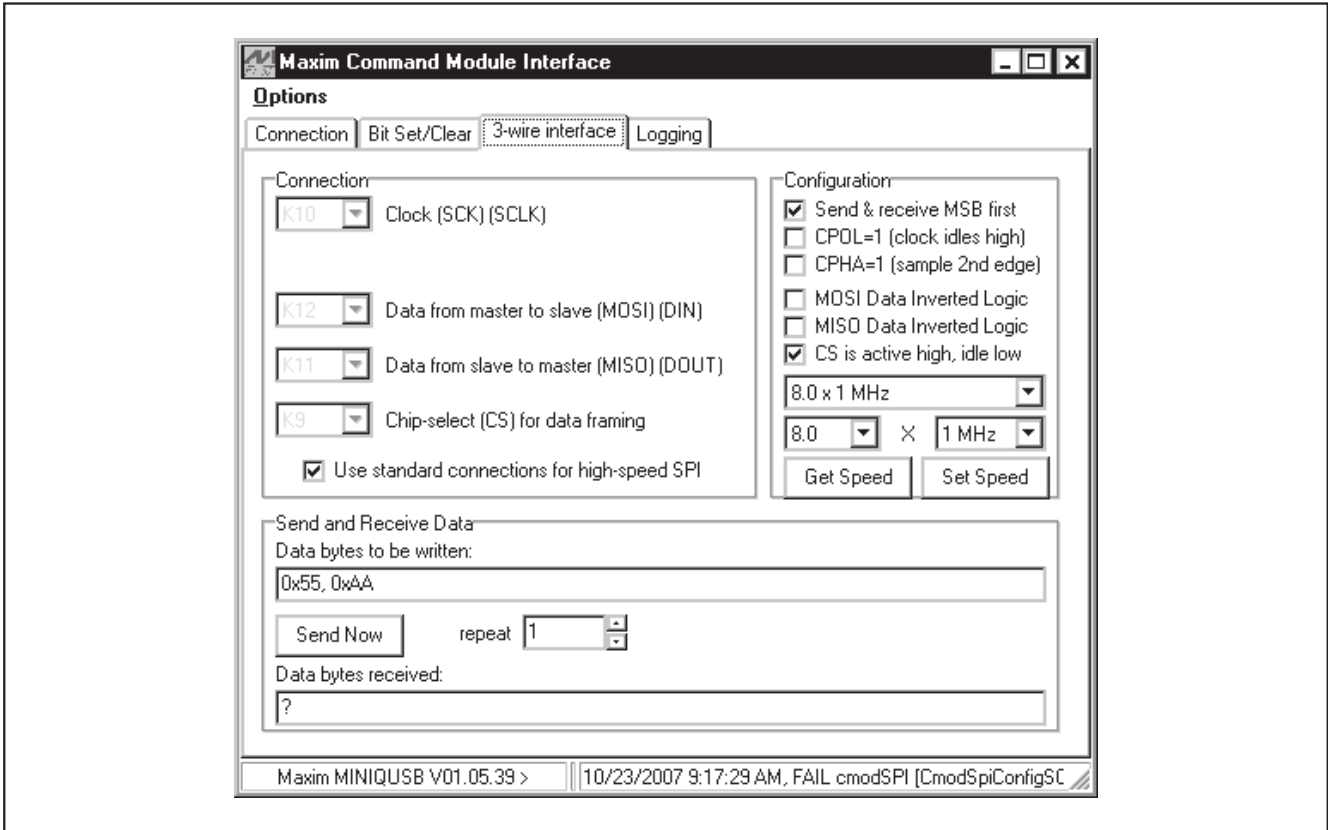 Maxim Command Module Interface
Options
Connection Bit Set/Clear 3-wire interface Logging
Connection
K10 Clock (SCK) (SCLK)
K12 Data from master to slave (MOSI) (DIN)
K11 Data from slave to master (MISO) (DOUT)
K9 Chip-select (CS) for data framing
Use standard connections for high-speed SPI
Configuration
Send & receive MSB first
CPOL=1 (clock idles high)
CPHA=1 (sample 2nd edge)
MOSI Data Inverted Logic
MISO Data Inverted Logic
CS is active high, idle low
8.0 x 1 MHz
8.0 X 1 MHz
Get Speed Set Speed
Send and Receive Data
Data bytes to be written:
0x55, 0xAA
Send Now repeat 1
Data bytes received:
?
Maxim MINIQUSB V01.05.39 > 10/23/2007 9:17:29 AM, FAIL cmodSPI [CmodSpiConfigSC